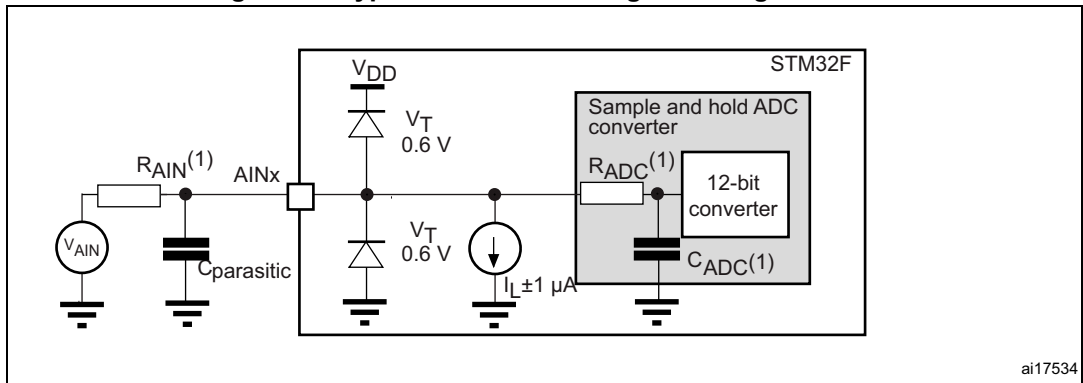 STM32F
VDD
Sample and hold ADC
converter
VT
0.6 V
RAIN(1)
AINx
RADC(1)
12-bit
converter
VAIN
VT
0.6 V
Cparasitic
IL±1 µA
CADC(1)
ai17534